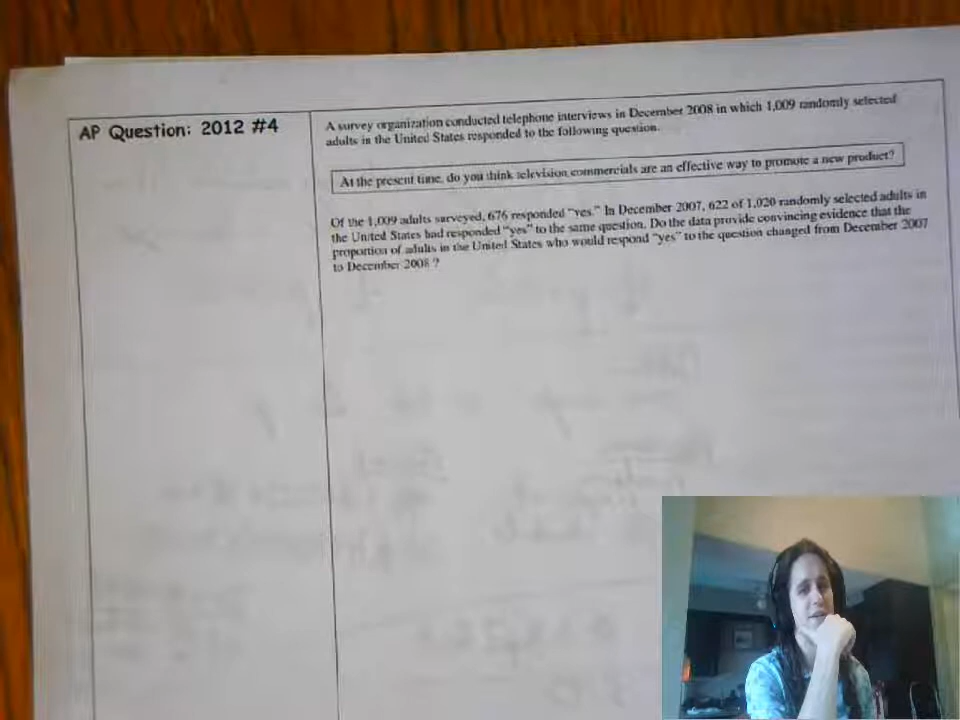 AP Question: 2012 #4
A survey organization conducted telephone interviews in December 2008 in which 1,009 randomly selected
adults in the United States responded to the following question.
At the present time, do you think television commercials are an effective way to promote a new product?
Of the 1,009 adults surveyed, 676 responded "yes." In December 2007, 622 of 1,020 randomly selected adults in
the United States had responded "yes" to the same question. Do the data provide convincing evidence that the
proportion of adults in the United States who would respond "yes" to the question changed from December 2007
to December 2008 ?